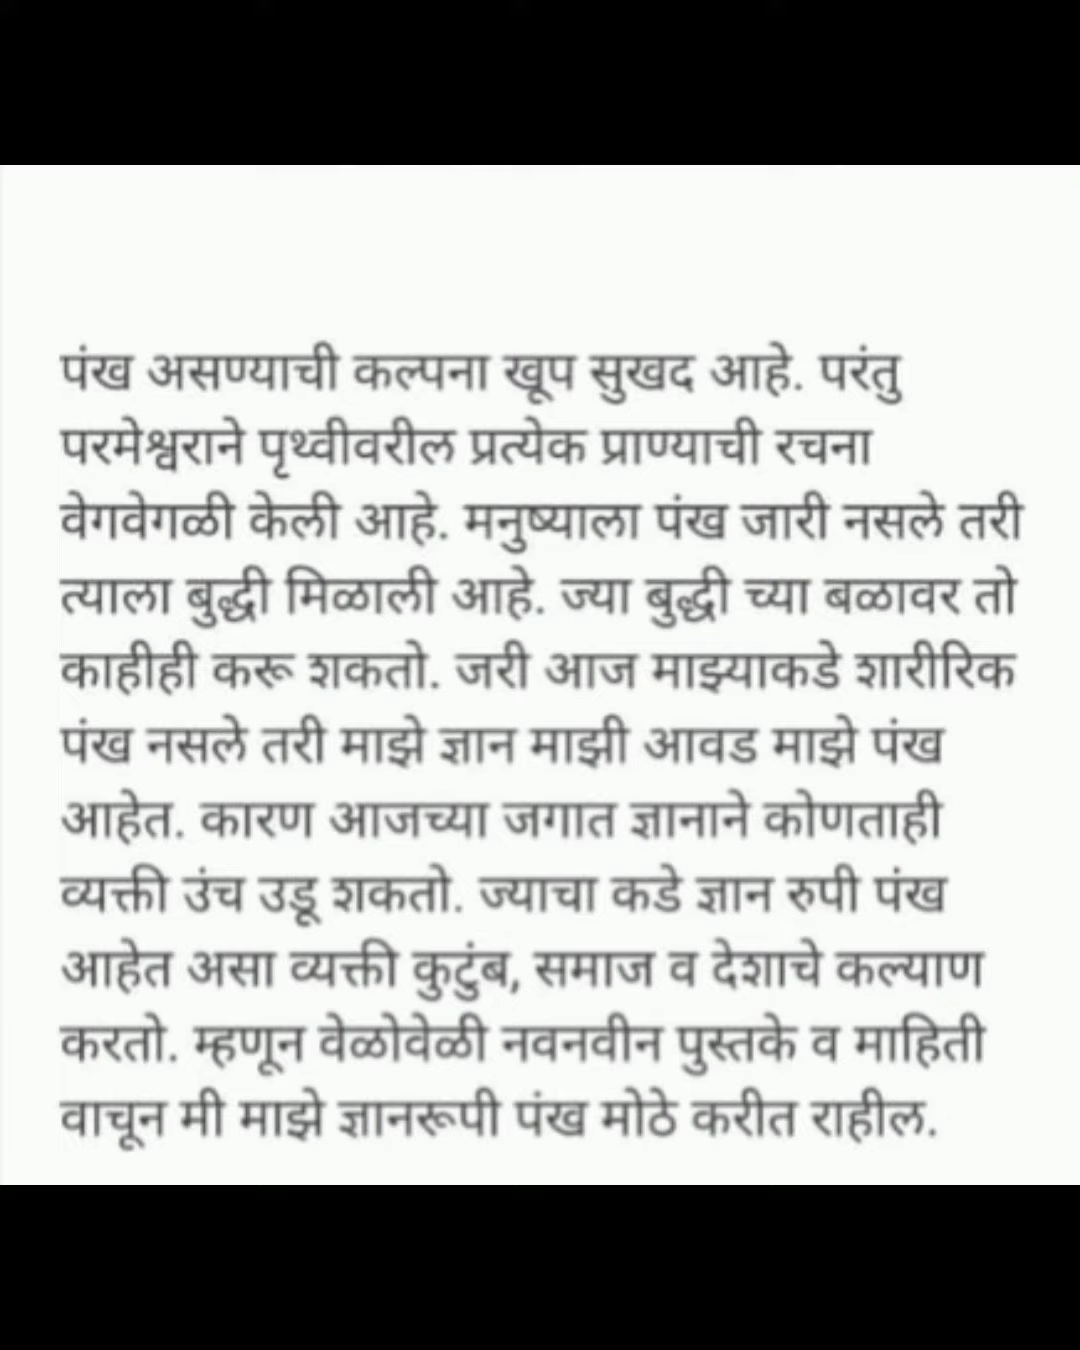 पंख असण्याची कल्पना खूप सुखद आहे. परंतु
परमेश्वराने पृथ्वीवरील प्रत्येक प्राण्याची रचना
वेगवेगळी केली आहे. मनुष्याला पंख जारी नसले तरी
त्याला बुद्धी मिळाली आहे. ज्या बुद्धी च्या बळावर तो
काहीही करू शकतो. जरी आज माझ्याकडे शारीरिक
पंख नसले तरी माझे ज्ञान माझी आवड माझे पंख
आहेत. कारण आजच्या जगात ज्ञानाने कोणताही
व्यक्ती उंच उडू शकतो. ज्याचा कडे ज्ञान रुपी पंख
आहेत असा व्यक्ती कुटुंब, समाज व देशाचे कल्याण
करतो. म्हणून वेळोवेळी नवनवीन पुस्तके व माहिती
वाचून मी माझे ज्ञानरूपी पंख मोठे करीत राहील.